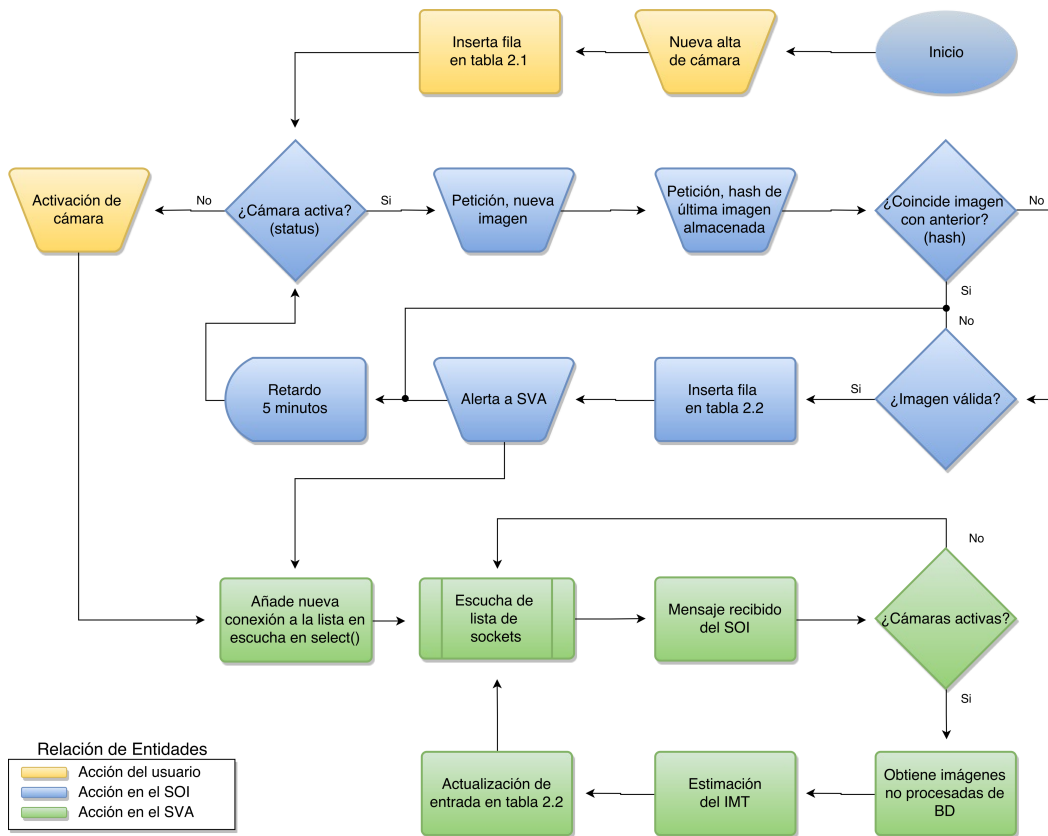 Inserta fila
en tabla 2.1
Nueva alta
de cámara
Inicio
Activación de
cámara
No
¿Cámara activa?
(status)
Si
Petición, nueva
imagen
Petición, hash de
última imagen
almacenada
¿Coincide imagen
con anterior?
(hash)
No
Si
No
Retardo
5 minutos
Alerta a SVA
Inserta fila
en tabla 2.2
Si
¿Imagen válida?
No
Añade nueva
conexión a la lista en
escucha en select()
Escucha de
lista de
sockets
Mensaje recibido
del SOI
¿Cámaras activas?
Si
Relación de Entidades
Acción del usuario
Acción en el SOI
Acción en el SVA
Actualización de
entrada en tabla 2.2
Estimación
del IMT
Obtiene imágenes
no procesadas de
BD